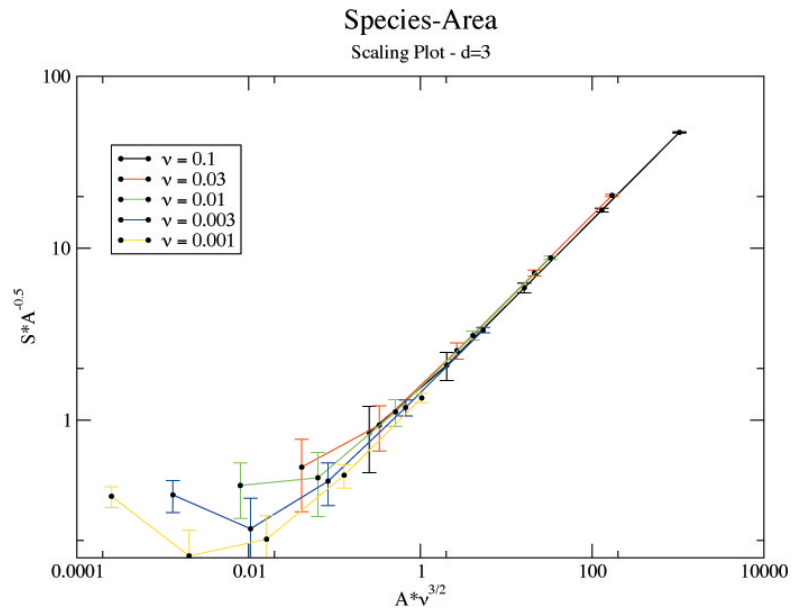 Species-Area
Scaling Plot - d=3
100
10
1
S*A^-0.5
ν = 0.1
ν = 0.03
ν = 0.01
ν = 0.003
ν = 0.001
0.0001
0.01
1
100
10000
A*ν^3/2